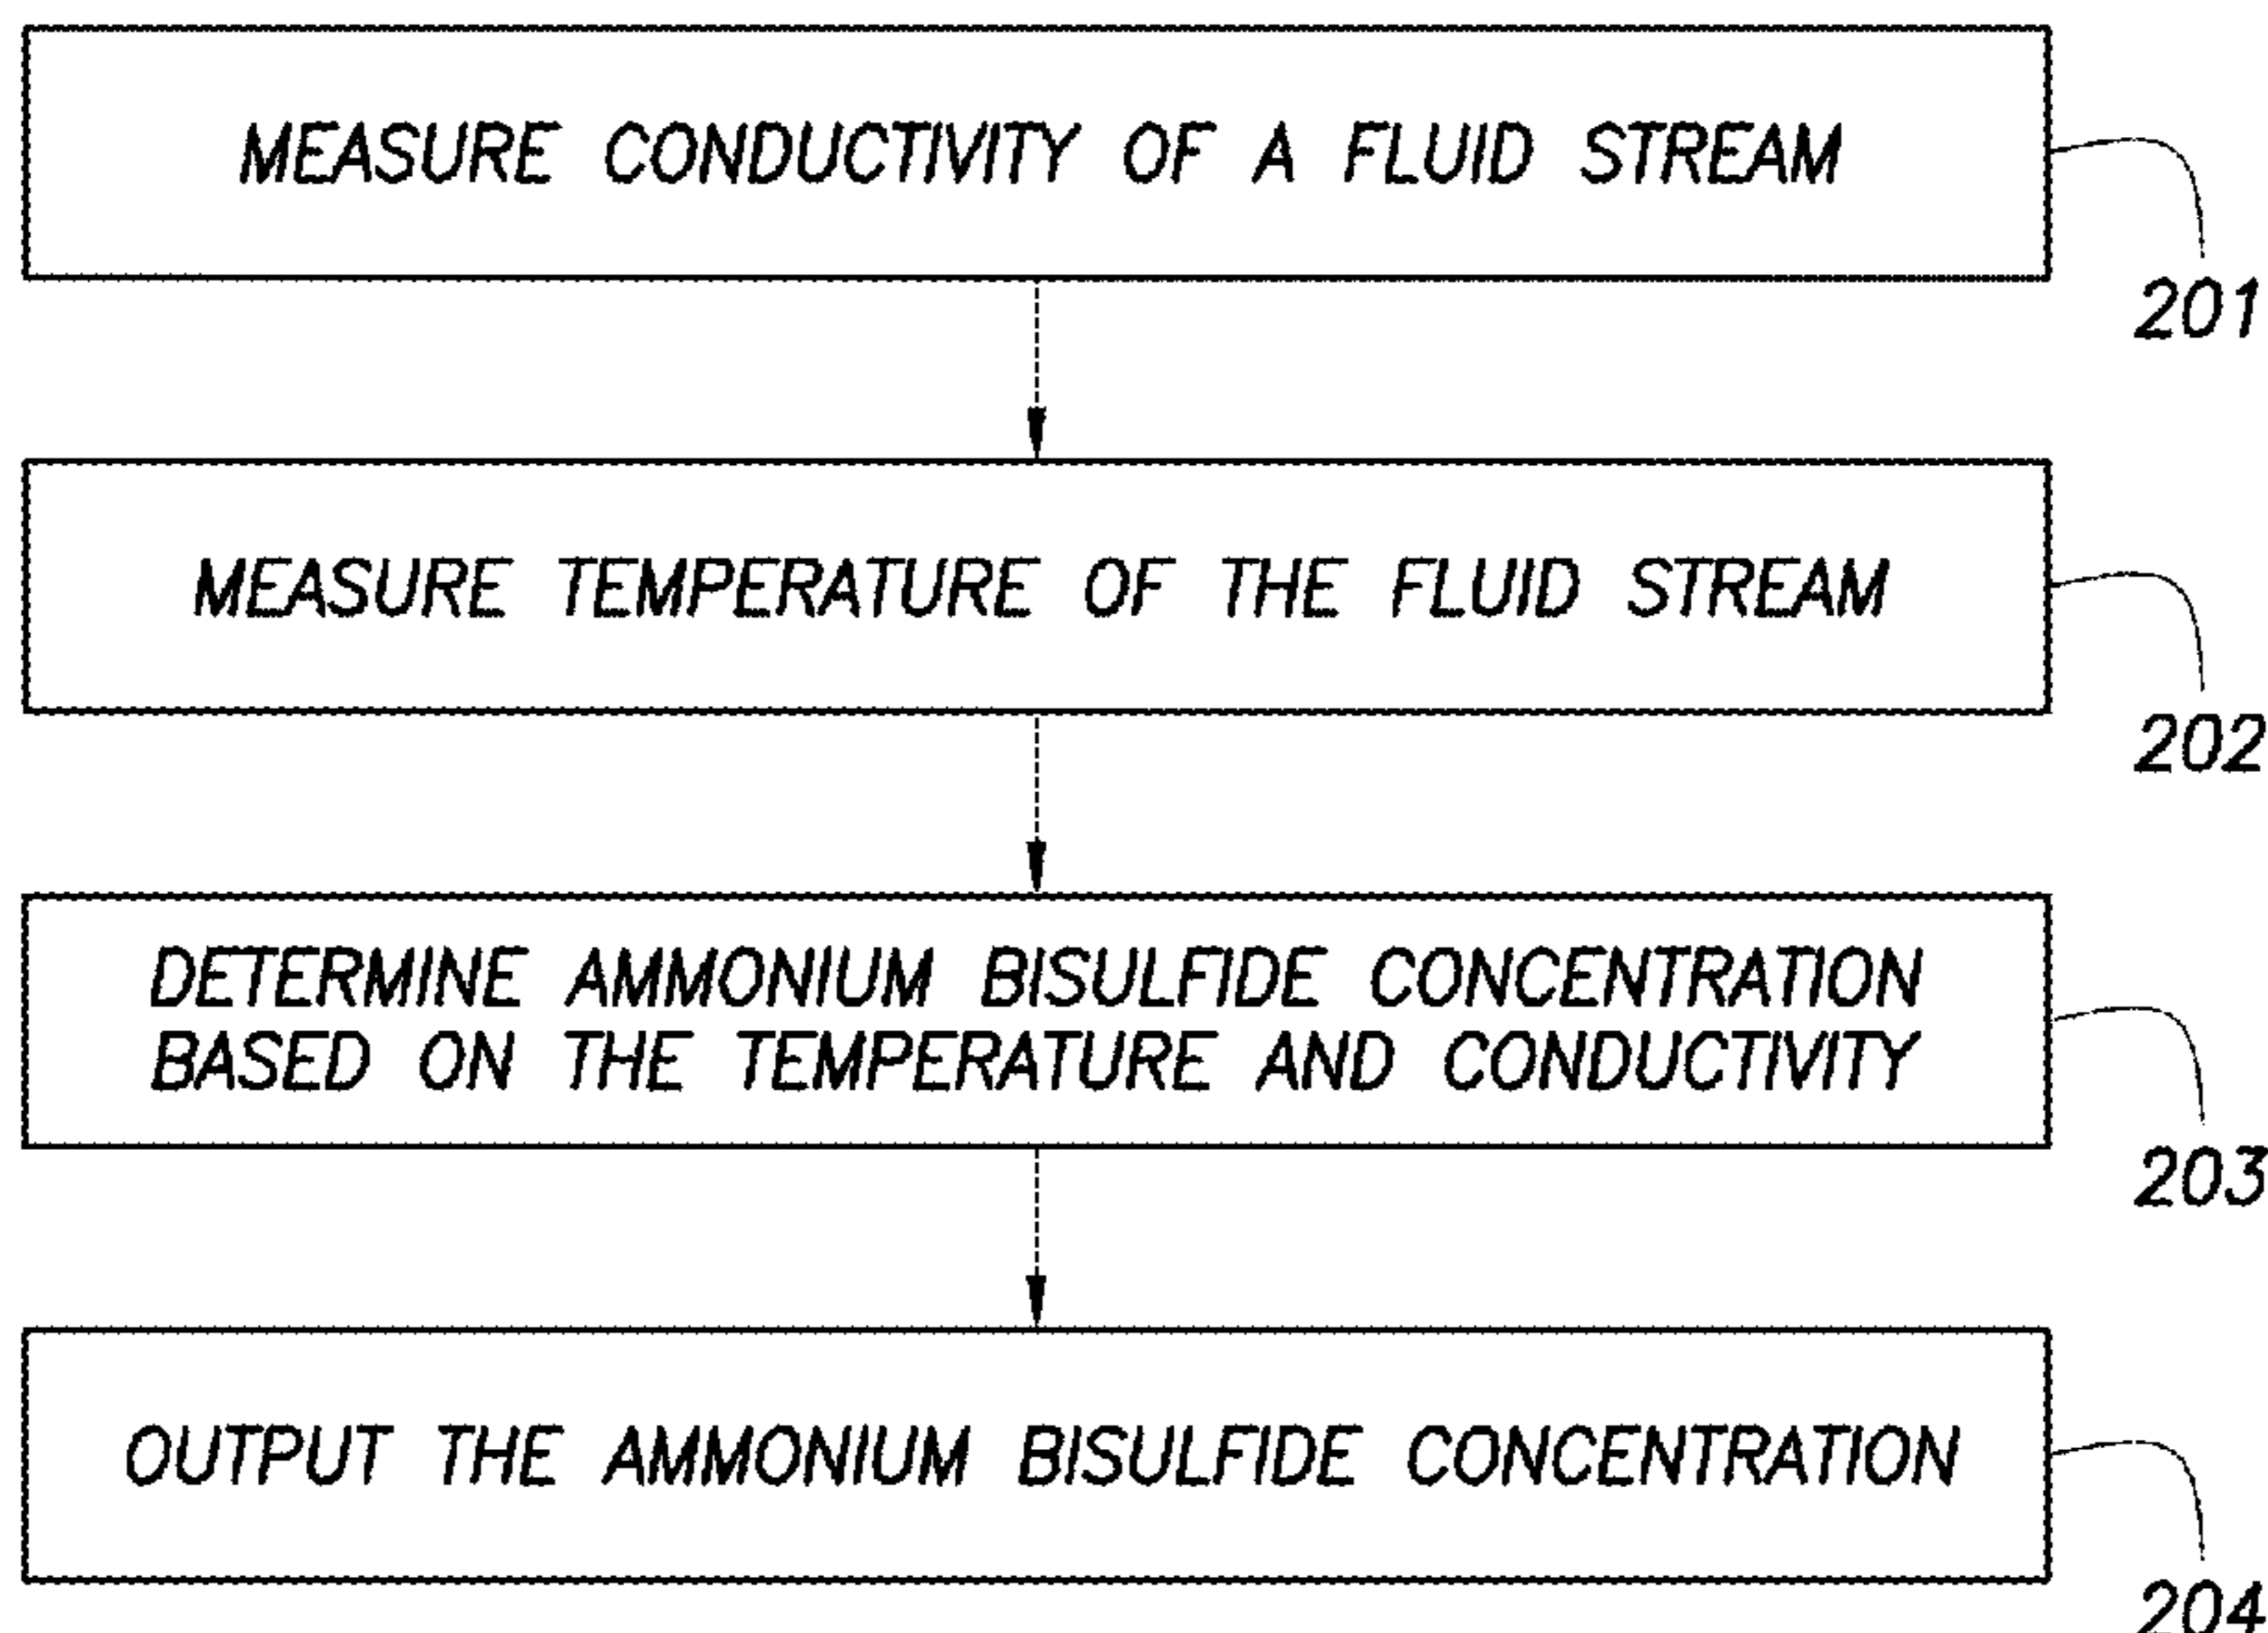 MEASURE CONDUCTIVITY OF A FLUID STREAM
201
MEASURE TEMPERATURE OF THE FLUID STREAM
202
DETERMINE AMMONIUM BISULFIDE CONCENTRATION
BASED ON THE TEMPERATURE AND CONDUCTIVITY
203
OUTPUT THE AMMONIUM BISULFIDE CONCENTRATION
204